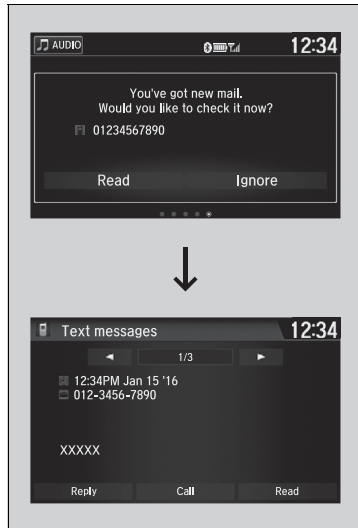 AUDIO 12:34
You've got new mail.
Would you like to check it now?
01234567890
Read Ignore
Text messages 12:34
1/3
12:34PM Jan 15 '16
012-3456-7890
XXXXX
Reply Call Read